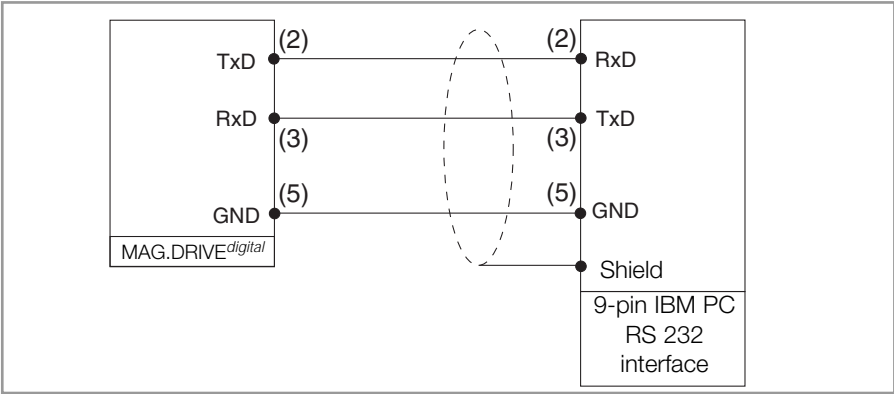 (2) (2)
TxD RxD
RxD TxD
(3) (3)
(5) (5)
GND GND
MAG.DRIVEdigital
Shield
9-pin IBM PC
RS 232
interface